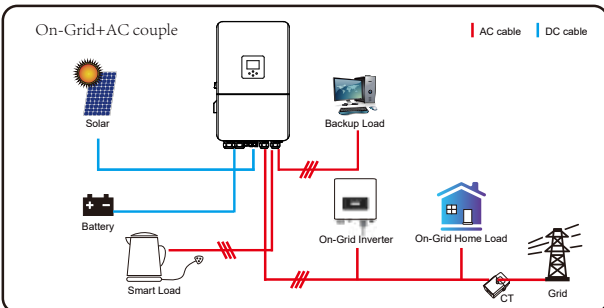 On-Grid+AC couple
AC cable
DC cable
Solar
Backup Load
Battery
On-Grid Inverter
On-Grid Home Load
Smart Load
CT
Grid